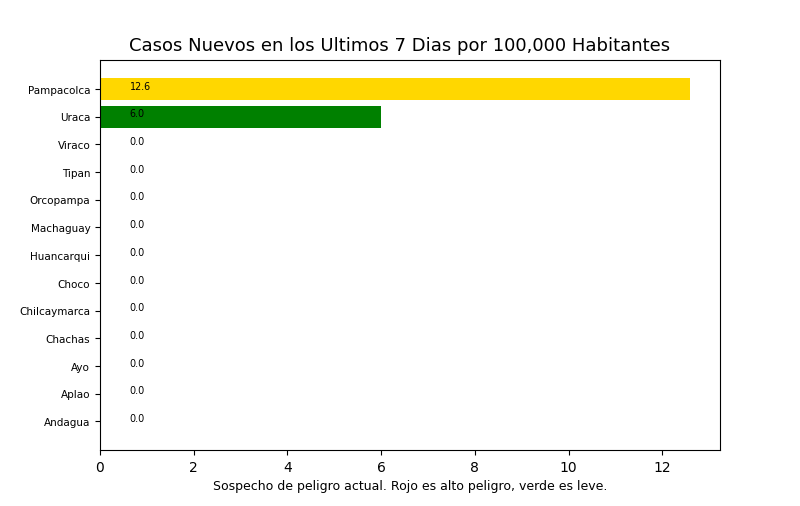 Casos Nuevos en los Ultimos 7 Dias por 100,000 Habitantes
Pampacolca 12.6
Uraca 6.0
Viraco 0.0
Tipan 0.0
Orcopampa 0.0
Machaguay 0.0
Huancarqui 0.0
Choco 0.0
Chilcaymarca 0.0
Chachas 0.0
Ayo 0.0
Aplao 0.0
Andagua 0.0
0 2 4 6 8 10 12
Sospecho de peligro actual. Rojo es alto peligro, verde es leve.